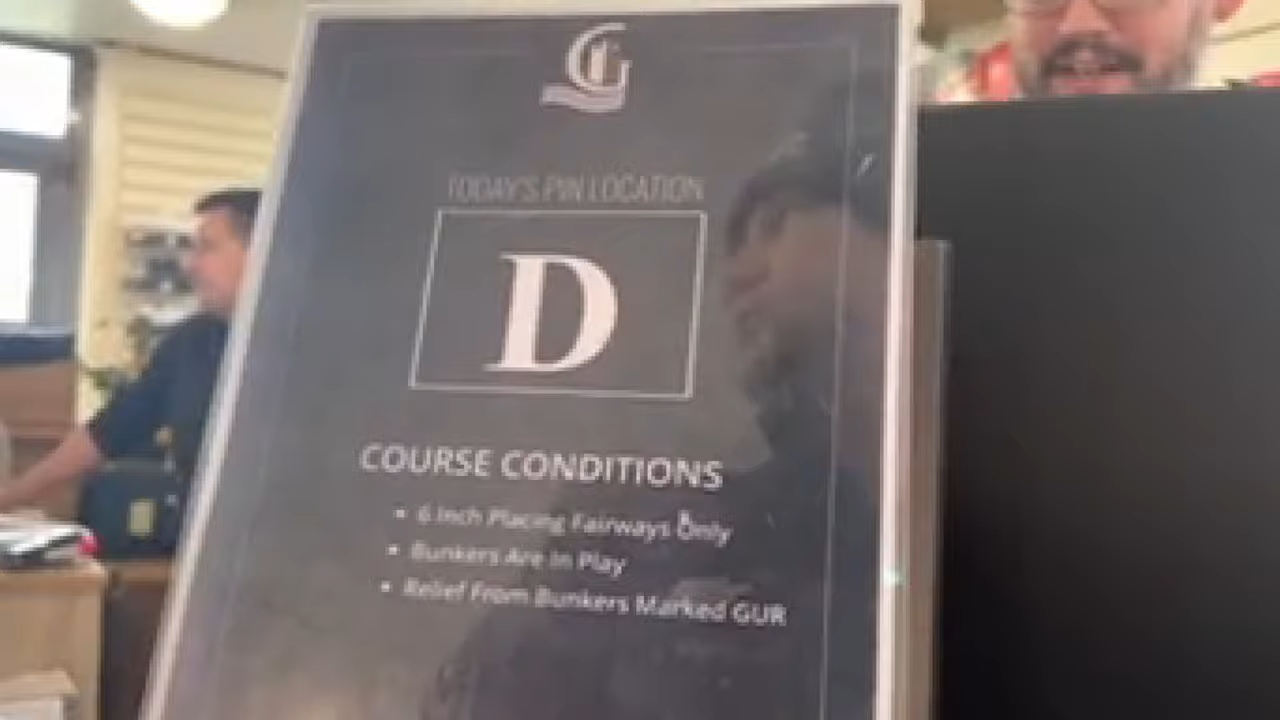 TODAY'S PIN LOCATION
D
COURSE CONDITIONS
• 6 Inch Placing Fairways Only
• Bunkers Are In Play
• Relief From Bunkers Marked GUR